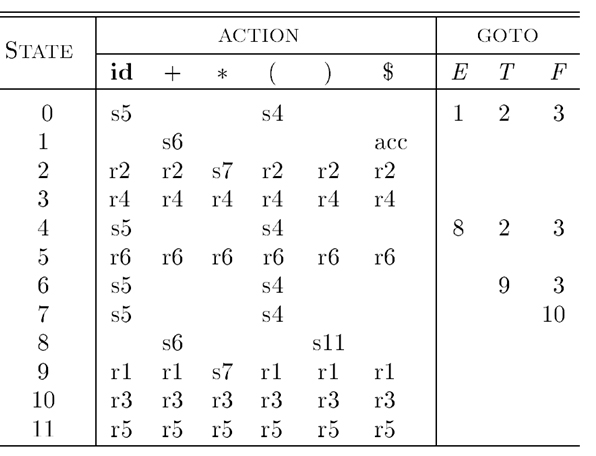 STATE ACTION GOTO
id + * ( ) $ E T F
0 s5 s4 1 2 3
1 s6 acc
2 r2 r2 s7 r2 r2 r2
3 r4 r4 r4 r4 r4 r4
4 s5 s4 8 2 3
5 r6 r6 r6 r6 r6 r6
6 s5 s4 9 3
7 s5 s4 10
8 s6 s11
9 r1 r1 s7 r1 r1 r1
10 r3 r3 r3 r3 r3 r3
11 r5 r5 r5 r5 r5 r5